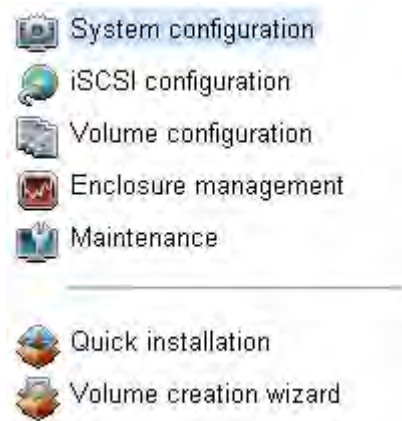 System configuration
iSCSI configuration
Volume configuration
Enclosure management
Maintenance
Quick installation
Volume creation wizard